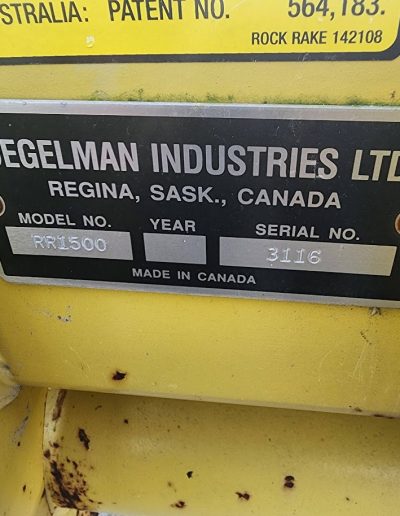 STRALIA: PATENT NO. 564,183.
ROCK RAKE 142108
EGELMAN INDUSTRIES LTD
REGINA, SASK., CANADA
MODEL NO. YEAR SERIAL NO.
RR1500 3116
MADE IN CANADA